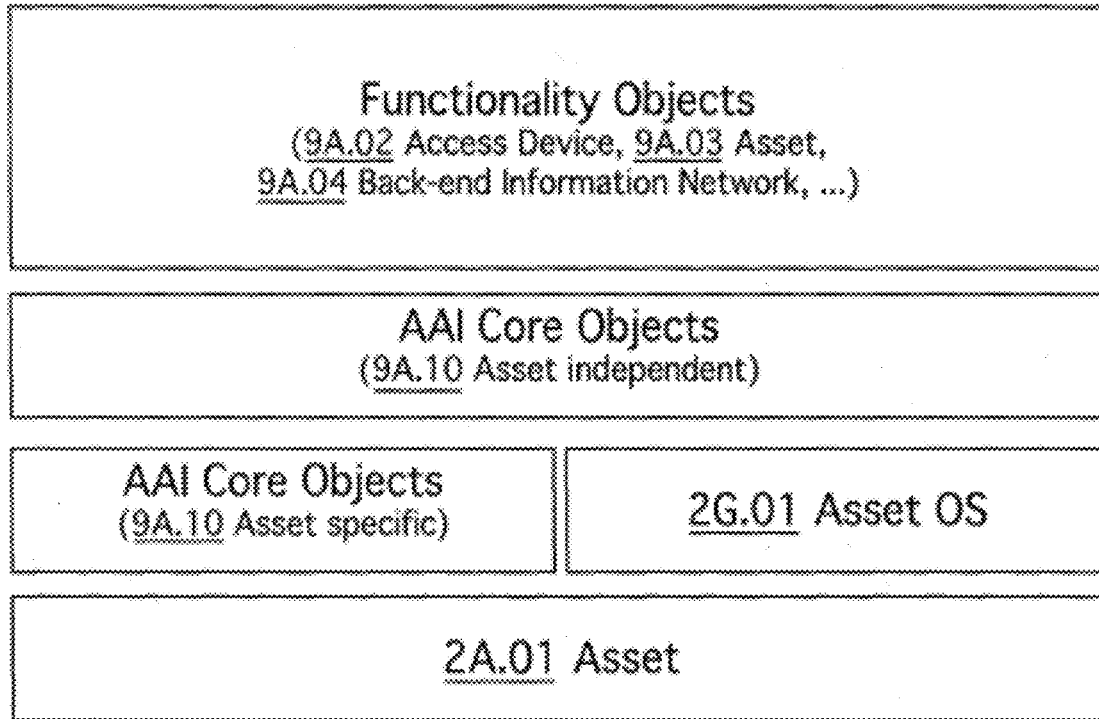 Functionality Objects
(9A.02 Access Device, 9A.03 Asset,
9A.04 Back-end Information Network, ...)
AAI Core Objects
(9A.10 Asset independent)
AAI Core Objects
(9A.10 Asset specific)
2G.01 Asset OS
2A.01 Asset